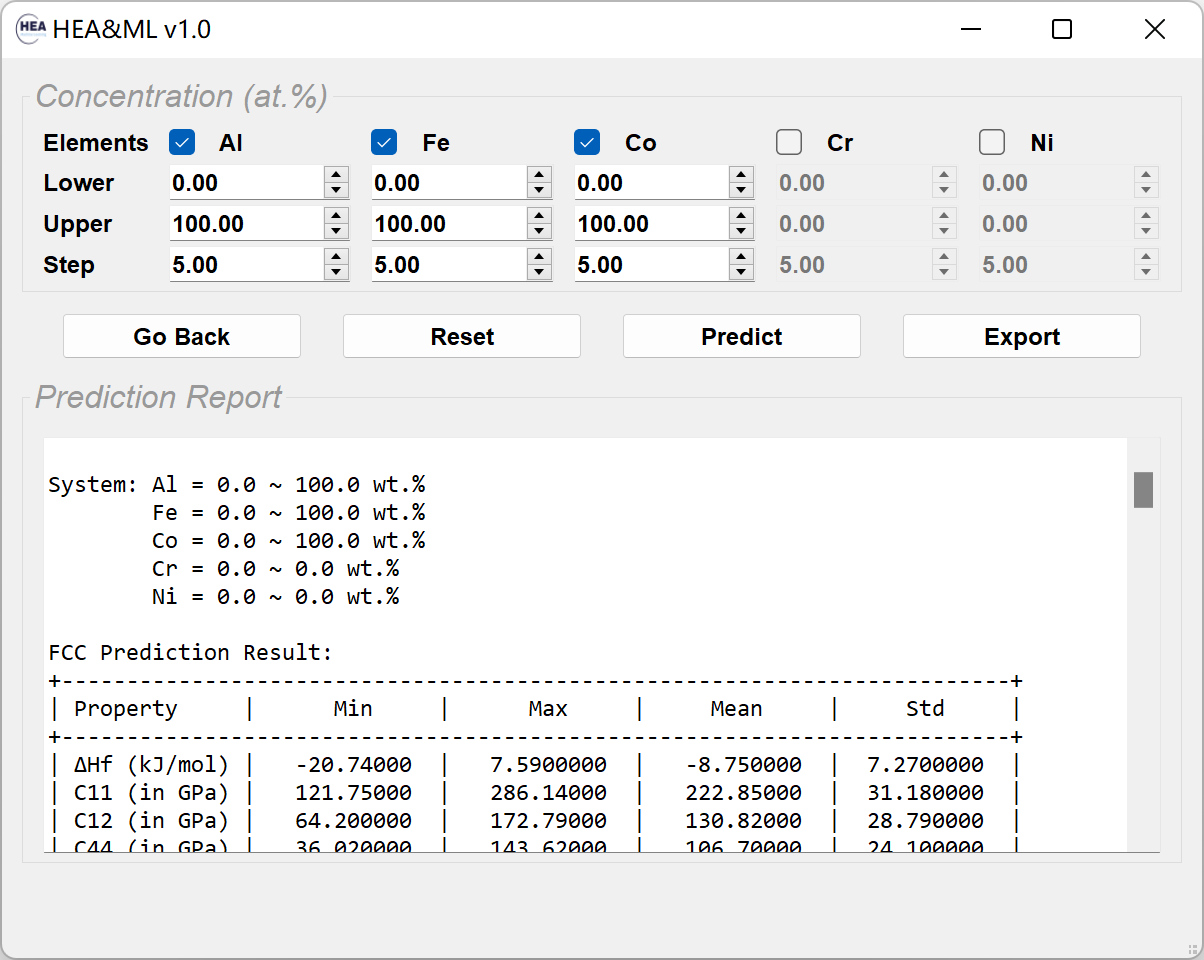 HEA HEA&ML v1.0
Concentration (at.%)
Elements Al Fe Co Cr Ni
Lower 0.00 0.00 0.00 0.00 0.00
Upper 100.00 100.00 100.00 0.00 0.00
Step 5.00 5.00 5.00 5.00 5.00
Go Back Reset Predict Export
Prediction Report
System: Al = 0.0 ~ 100.0 wt.%
Fe = 0.0 ~ 100.0 wt.%
Co = 0.0 ~ 100.0 wt.%
Cr = 0.0 ~ 0.0 wt.%
Ni = 0.0 ~ 0.0 wt.%
FCC Prediction Result:
+-------------------------------------------------------------------------+
| Property | Min | Max | Mean | Std |
+-------------------------------------------------------------------------+
| ΔHf (kJ/mol) | -20.74000 | 7.5900000 | -8.750000 | 7.2700000 |
| C11 (in GPa) | 121.75000 | 286.14000 | 222.85000 | 31.180000 |
| C12 (in GPa) | 64.200000 | 172.79000 | 130.82000 | 28.790000 |
| C44 (in GPa) | 36.020000 | 143.62000 | 106.70000 | 24.100000 |